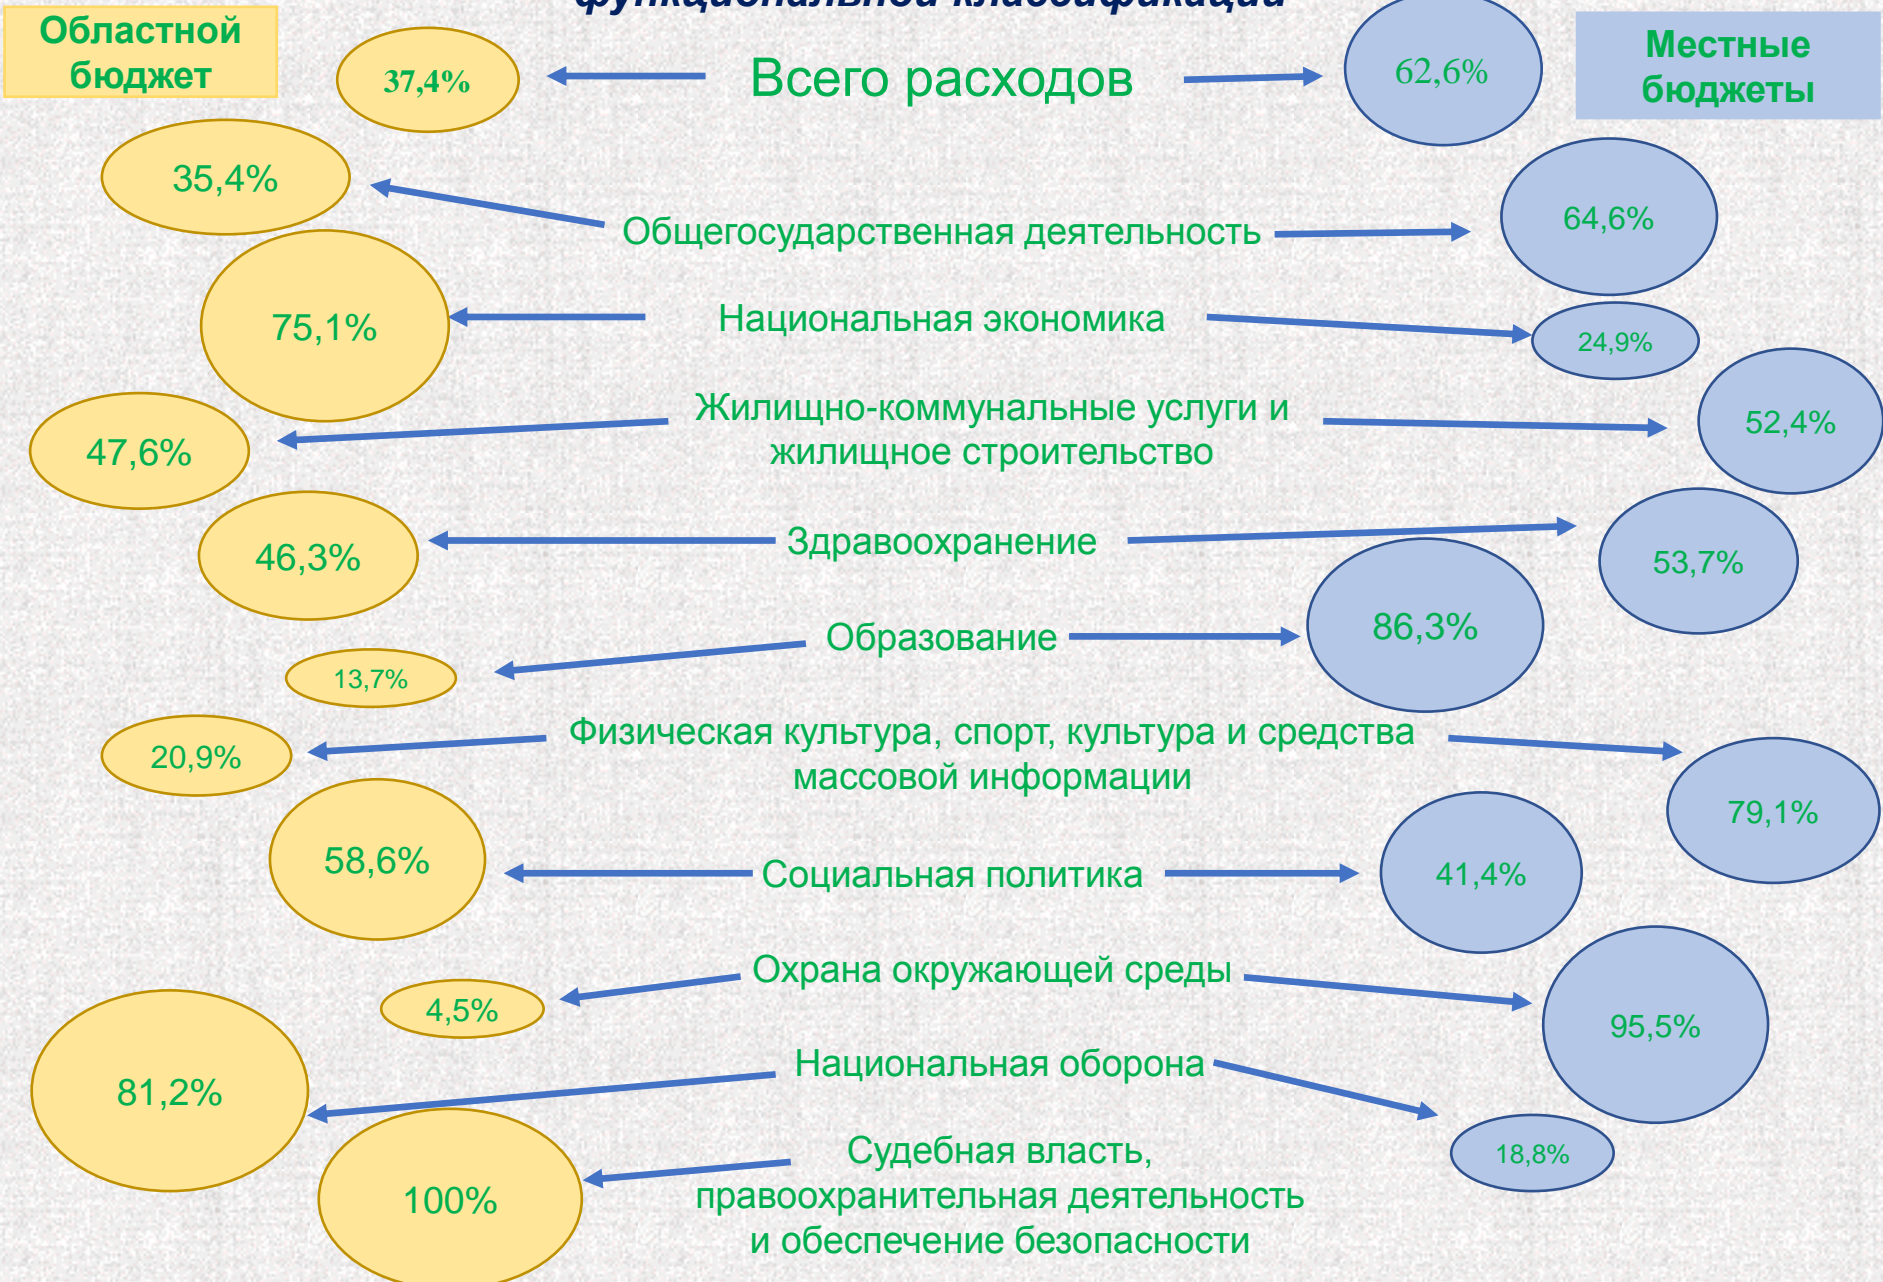 функциональной классификации
Областной
бюджет
37,4%
Всего расходов
62,6%
Местные
бюджеты
35,4%
Общегосударственная деятельность
64,6%
75,1%
Национальная экономика
24,9%
47,6%
Жилищно-коммунальные услуги и
жилищное строительство
52,4%
46,3%
Здравоохранение
53,7%
13,7%
Образование
86,3%
20,9%
Физическая культура, спорт, культура и средства
массовой информации
79,1%
58,6%
Социальная политика
41,4%
4,5%
Охрана окружающей среды
95,5%
81,2%
Национальная оборона
18,8%
100%
Судебная власть,
правоохранительная деятельность
и обеспечение безопасности